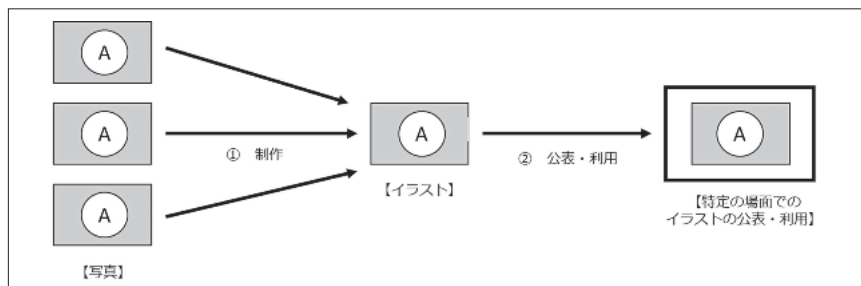 A
A
A
【写真】
① 制作
A
【イラスト】
② 公表・利用
A
【特定の場面での
イラストの公表・利用】